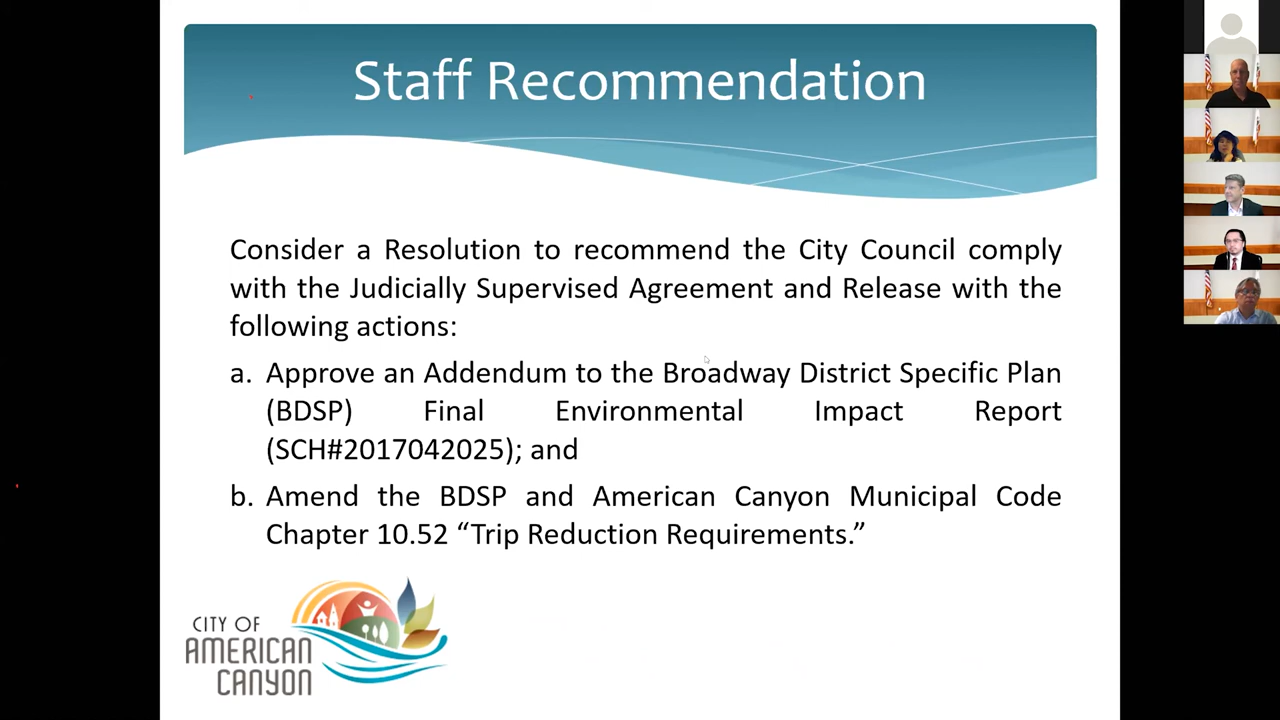 Staff Recommendation
Consider a Resolution to recommend the City Council comply
with the Judicially Supervised Agreement and Release with the
following actions:
a. Approve an Addendum to the Broadway District Specific Plan
(BDSP) Final Environmental Impact Report
(SCH#2017042025); and
b. Amend the BDSP and American Canyon Municipal Code
Chapter 10.52 “Trip Reduction Requirements.”
CITY OF
AMERICAN
CANYON